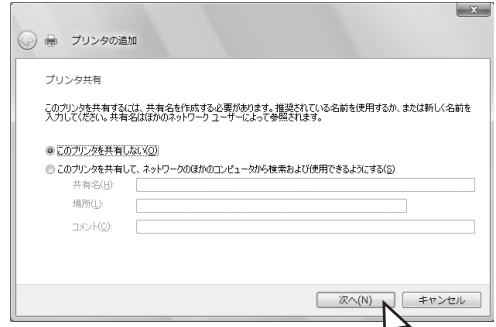 プリンタの追加
プリンタ共有
このプリンタを共有するには、共有名を作成する必要があります。推奨されている名前を使用するか、または新しく名前を
入力してください。共有名はほかのネットワーク ユーザーによって参照されます。
このプリンタを共有しない(O)
このプリンタを共有して、ネットワークのほかのコンピュータから検索および使用できるようにする(S)
共有名(H):
場所(L):
コメント(C):
次へ(N) キャンセル